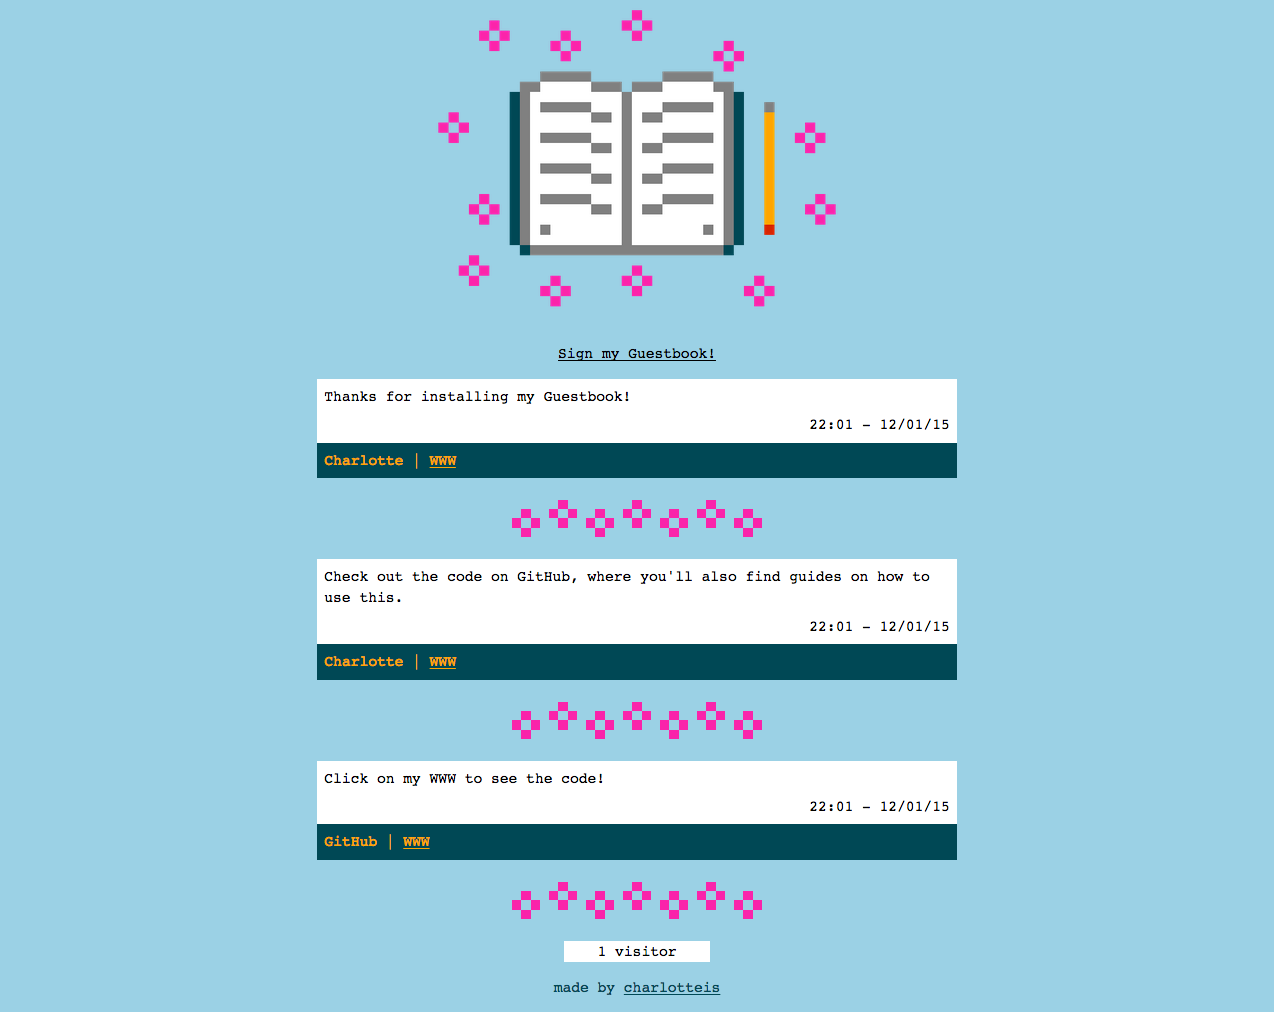 Sign my Guestbook!
Thanks for installing my Guestbook!
22:01 - 12/01/15
Charlotte | WWW
Check out the code on GitHub, where you'll also find guides on how to
use this.
22:01 - 12/01/15
Charlotte | WWW
Click on my WWW to see the code!
22:01 - 12/01/15
GitHub | WWW
1 visitor
made by charlotteis